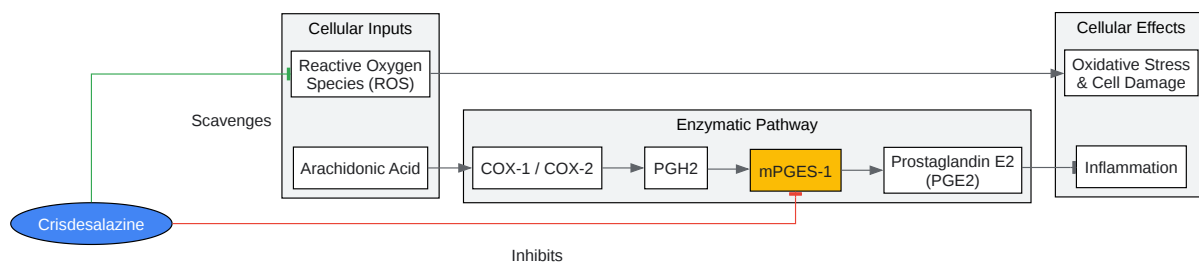 Cellular Inputs
Cellular Effects
Reactive Oxygen
Species (ROS)
Oxidative Stress
& Cell Damage
Scavenges
Enzymatic Pathway
Arachidonic Acid
COX-1 / COX-2
PGH2
mPGES-1
Prostaglandin E2
(PGE2)
Inflammation
Crisdesalazine
Inhibits